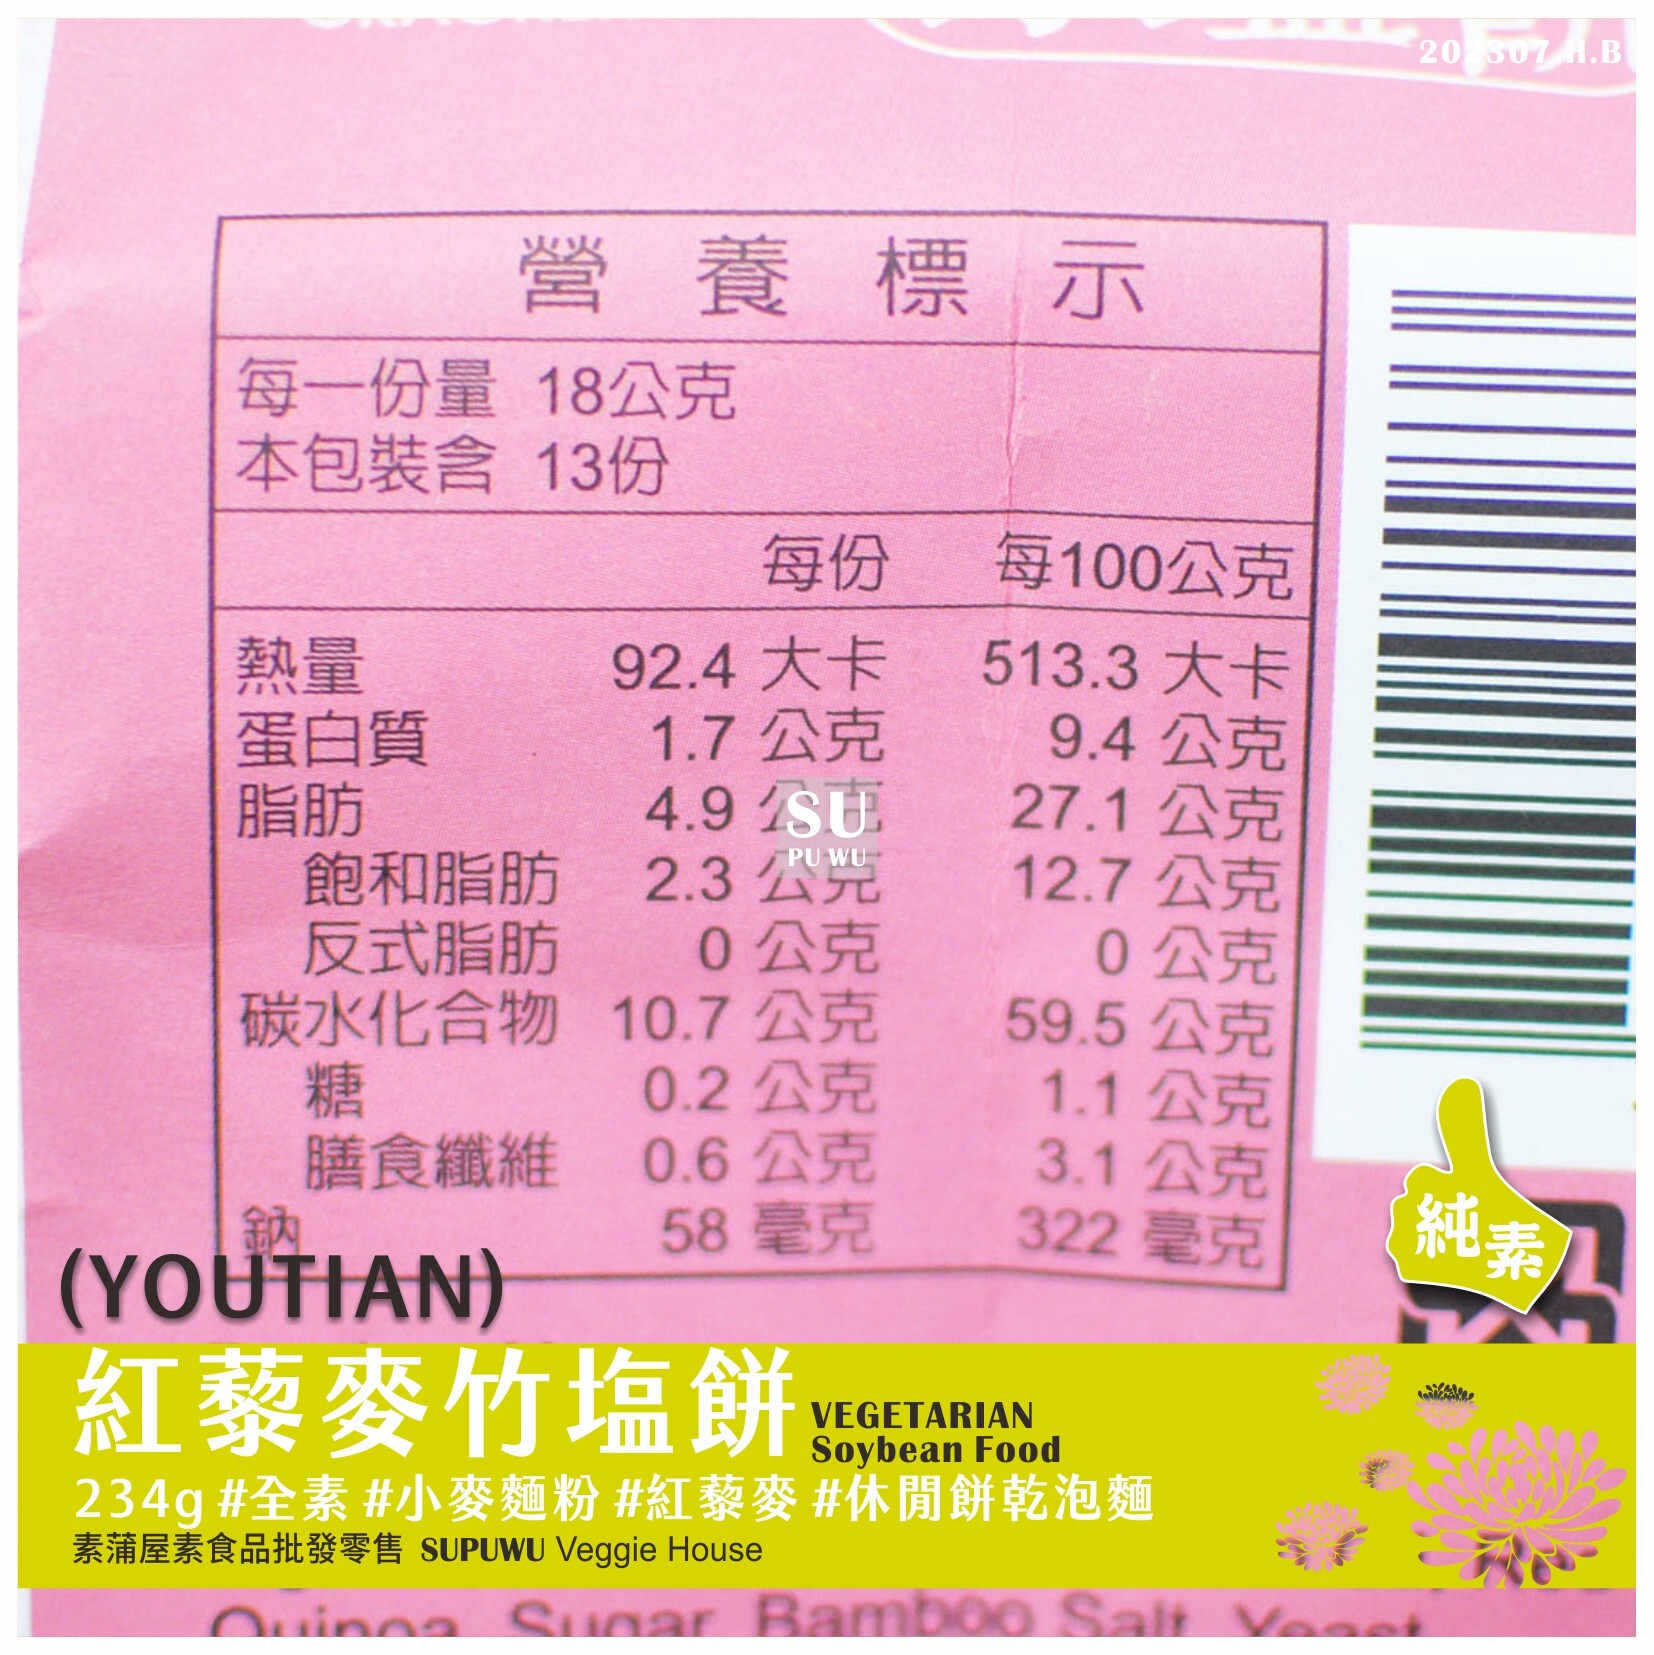 202307.H.B
營養標示
每一份量 18公克
本包裝含 13份
每份 每100公克
熱量 92.4 大卡 513.3 大卡
蛋白質 1.7 公克 9.4 公克
脂肪 4.9 公克 27.1 公克
飽和脂肪 2.3 公克 12.7 公克
反式脂肪 0 公克 0 公克
碳水化合物 10.7 公克 59.5 公克
糖 0.2 公克 1.1 公克
膳食纖維 0.6 公克 3.1 公克
鈉 58 毫克 322 毫克
SU
PU WU
純素
(YOUTIAN)
紅藜麥竹塩餅
VEGETARIAN
Soybean Food
234g #全素 #小麥麵粉 #紅藜麥 #休閒餅乾泡麵
素蒲屋素食品批發零售 SUPUWU Veggie House
Quinoa, Sugar, Bamboo Salt, Yeast